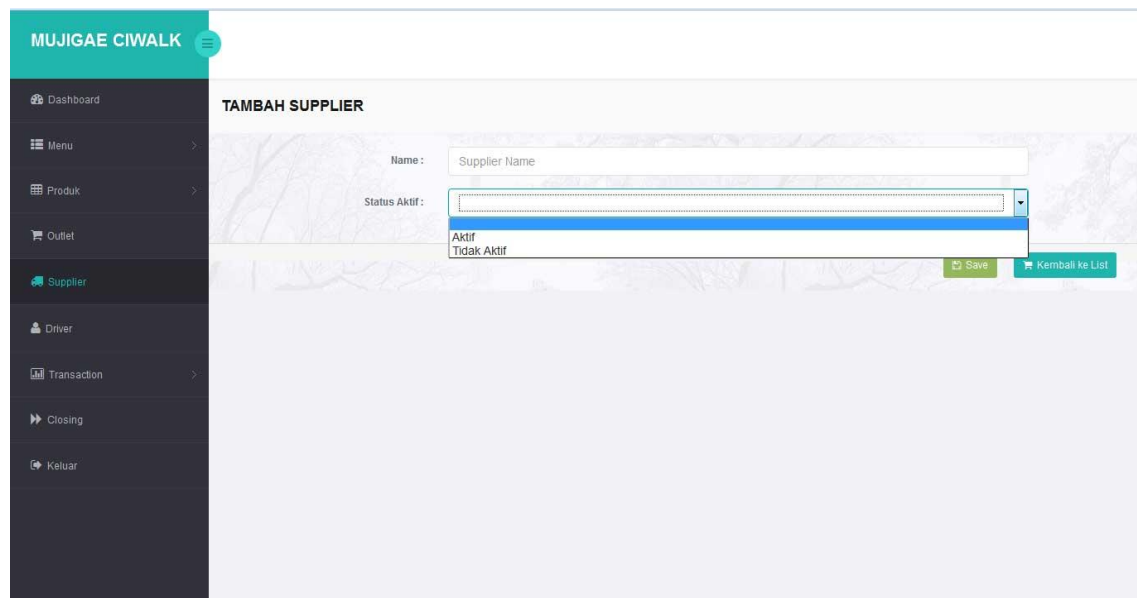 MUJIGAE CIWALK
Dashboard
Menu
Produk
Outlet
Supplier
Driver
Transaction
Closing
Keluar
TAMBAH SUPPLIER
Name :
Supplier Name
Status Aktif :
Aktif
Tidak Aktif
Save
Kembali ke List